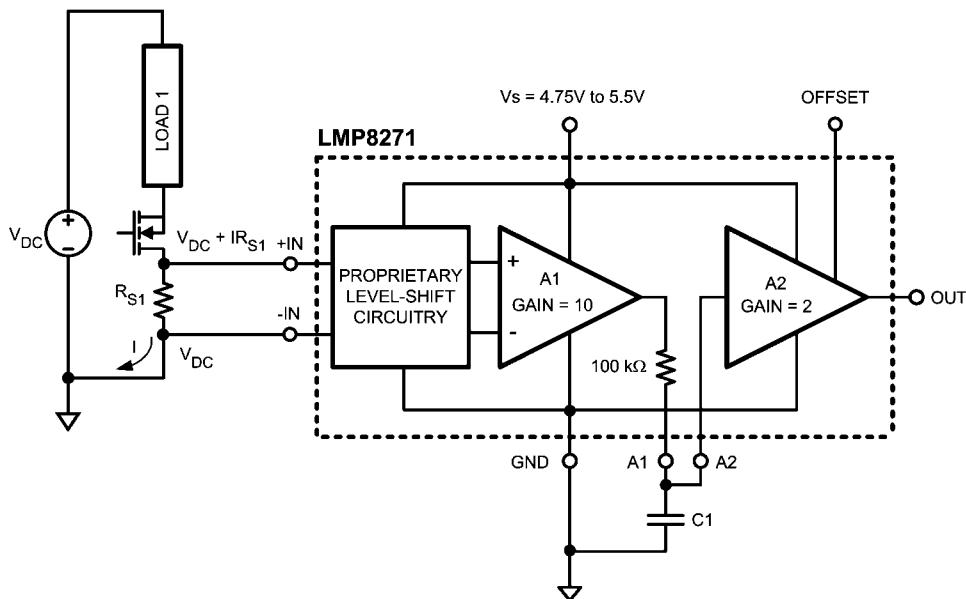 Vs = 4.75V to 5.5V
OFFSET
LMP8271
LOAD 1
+
−
VDC
VDC + IRS1
+IN
RS1
-IN
I
VDC
PROPRIETARY
LEVEL-SHIFT
CIRCUITRY
+
-
A1
GAIN = 10
A2
GAIN = 2
OUT
100 kΩ
GND
A1
A2
C1